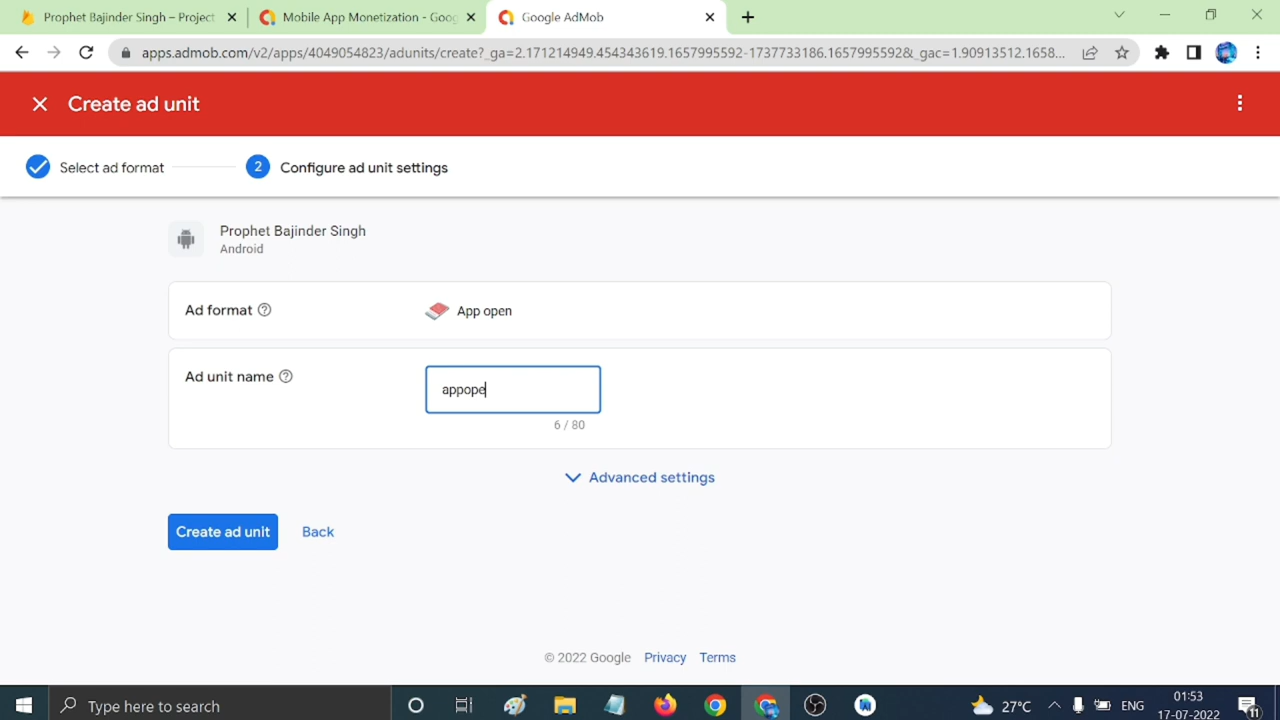 Prophet Bajinder Singh – Project
Mobile App Monetization - Goog
Google AdMob
apps.admob.com/v2/apps/4049054823/adunits/create?_ga=2.171214949.454343619.1657995592-1737733186.1657995592&_gac=1.90913512.1658...
Create ad unit
Select ad format
2 Configure ad unit settings
Prophet Bajinder Singh
Android
Ad format
App open
Ad unit name
appope
6 / 80
Advanced settings
Create ad unit
Back
© 2022 Google Privacy Terms
Type here to search
27°C
ENG
01:53
17-07-2022
11